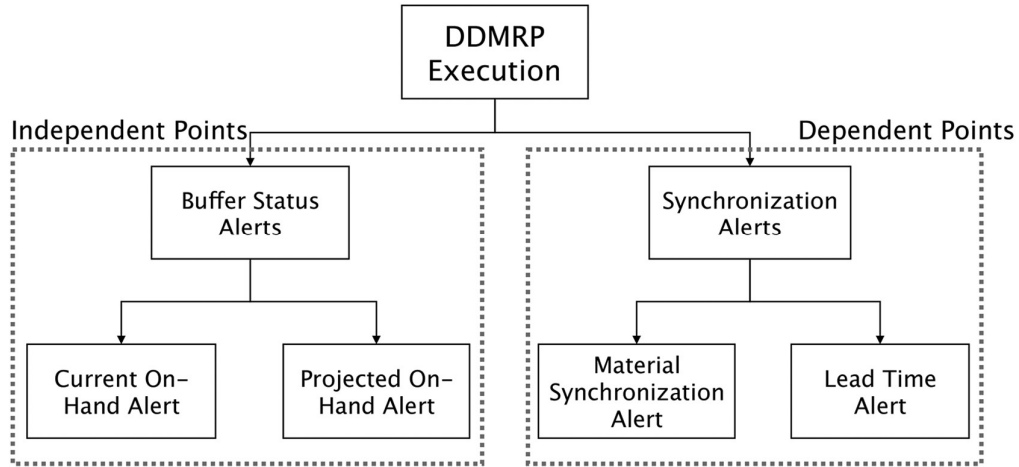 DDMRP
Execution
Independent Points
Dependent Points
Buffer Status
Alerts
Synchronization
Alerts
Current On-
Hand Alert
Projected On-
Hand Alert
Material
Synchronization
Alert
Lead Time
Alert